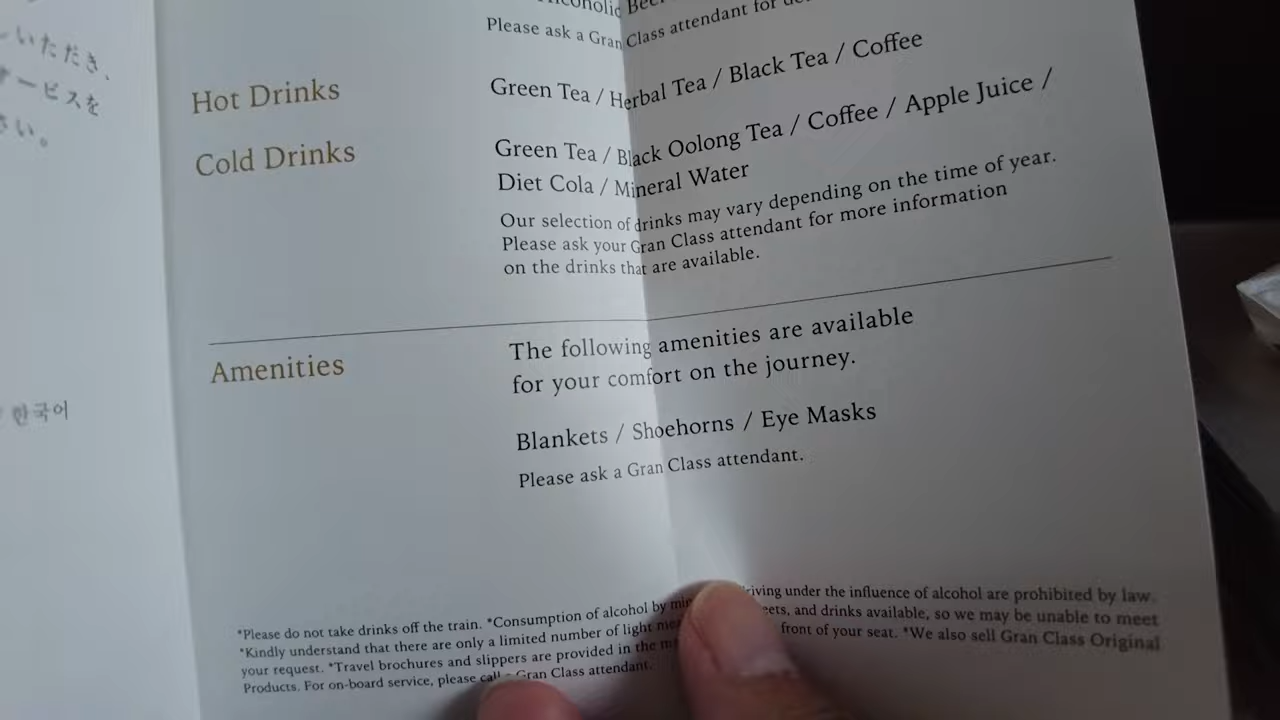 いただき、
サービスを
さい。
한국어
Please ask a Gran Class attendant for
Hot Drinks
Green Tea / Herbal Tea / Black Tea / Coffee
Cold Drinks
Green Tea / Black Oolong Tea / Coffee / Apple Juice /
Diet Cola / Mineral Water
Our selection of drinks may vary depending on the time of year.
Please ask your Gran Class attendant for more information
on the drinks that are available.
Amenities
The following amenities are available
for your comfort on the journey.
Blankets / Shoehorns / Eye Masks
Please ask a Gran Class attendant.
*Please do not take drinks off the train. *Consumption of alcohol by driving under the influence of alcohol are prohibited by law.
*Kindly understand that there are only a limited number of light and drinks available, so we may be unable to meet
your request. *Travel brochures and slippers are provided in the front of your seat. *We also sell Gran Class Original
Products. For on-board service, please call a Gran Class attendant.